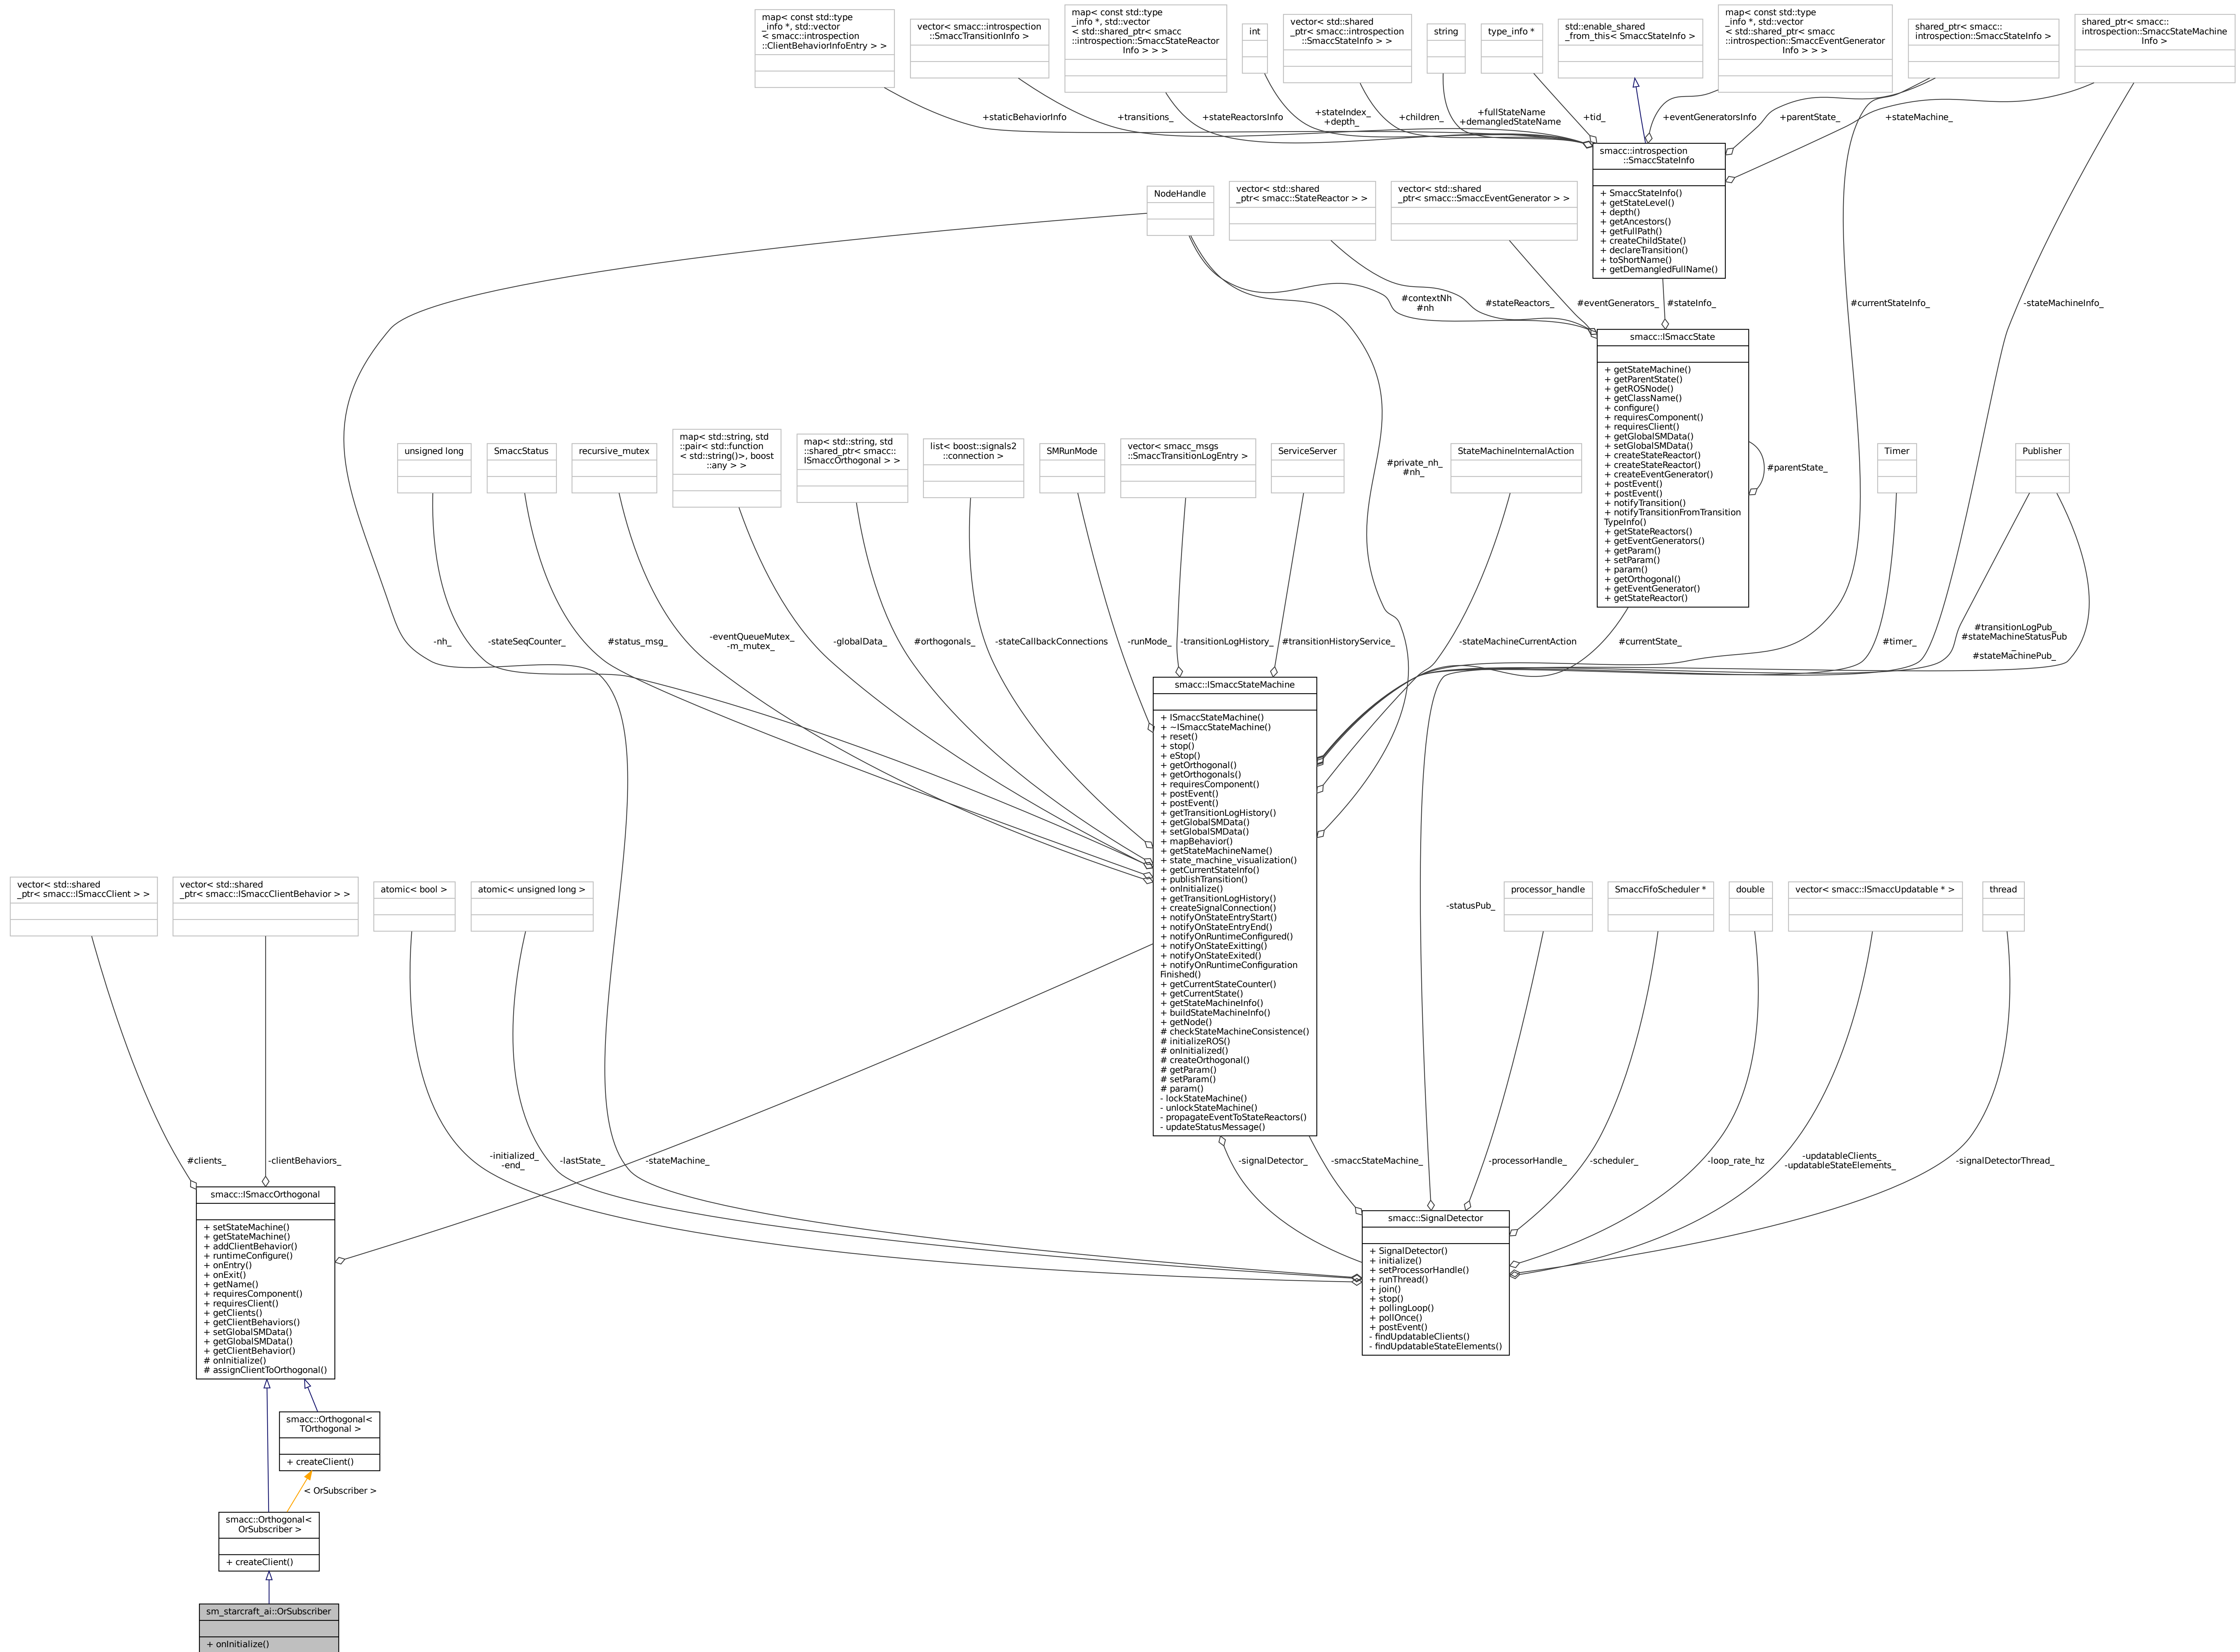 map< const std::type
_info *, std::vector
< smacc::introspection
::ClientBehaviorInfoEntry > >
vector< smacc::introspection
::SmaccTransitionInfo >
map< const std::type
_info *, std::vector
< std::shared_ptr< smacc
::introspection::SmaccStateReactor
Info > > >
int
vector< std::shared
_ptr< smacc::introspection
::SmaccStateInfo > >
string
type_info *
std::enable_shared
_from_this< SmaccStateInfo >
map< const std::type
_info *, std::vector
< std::shared_ptr< smacc
::introspection::SmaccEventGenerator
Info > > >
shared_ptr< smacc::
introspection::SmaccStateInfo >
shared_ptr< smacc::
introspection::SmaccStateMachine
Info >
+staticBehaviorInfo
+transitions_
+stateReactorsInfo
+stateIndex_
+depth_
+children_
+fullStateName
+demangledStateName
+tid_
+eventGeneratorsInfo
+parentState_
+stateMachine_
smacc::introspection
::SmaccStateInfo
+ SmaccStateInfo()
+ getStateLevel()
+ depth()
+ getAncestors()
+ getFullPath()
+ createChildState()
+ declareTransition()
+ toShortName()
+ getDemangledFullName()
NodeHandle
vector< std::shared
_ptr< smacc::StateReactor > >
vector< std::shared
_ptr< smacc::SmaccEventGenerator > >
#contextNh
#nh
#stateReactors_
#eventGenerators_
#stateInfo_
#currentStateInfo_
-stateMachineInfo_
smacc::ISmaccState
+ getStateMachine()
+ getParentState()
+ getROSNode()
+ getClassName()
+ configure()
+ requiresComponent()
+ requiresClient()
+ getGlobalSMData()
+ setGlobalSMData()
+ createStateReactor()
+ createStateReactor()
+ createEventGenerator()
+ postEvent()
+ postEvent()
+ notifyTransition()
+ notifyTransitionFromTransition
TypeInfo()
+ getStateReactors()
+ getEventGenerators()
+ getParam()
+ setParam()
+ param()
+ getOrthogonal()
+ getEventGenerator()
+ getStateReactor()
#parentState_
unsigned long
SmaccStatus
recursive_mutex
map< std::string, std
::pair< std::function
< std::string()>, boost
::any > >
map< std::string, std
::shared_ptr< smacc::
ISmaccOrthogonal > >
list< boost::signals2
::connection >
SMRunMode
vector< smacc_msgs
::SmaccTransitionLogEntry >
ServiceServer
#private_nh_
#nh_
StateMachineInternalAction
Timer
Publisher
-nh_
-stateSeqCounter_
#status_msg_
-eventQueueMutex_
-m_mutex_
-globalData_
#orthogonals_
-stateCallbackConnections
-runMode_
-transitionLogHistory_
#transitionHistoryService_
-stateMachineCurrentAction
#currentState_
#timer_
#transitionLogPub_
#stateMachineStatusPub
_
#stateMachinePub_
smacc::ISmaccStateMachine
+ ISmaccStateMachine()
+ ~ISmaccStateMachine()
+ reset()
+ stop()
+ eStop()
+ getOrthogonal()
+ getOrthogonals()
+ requiresComponent()
+ postEvent()
+ postEvent()
+ getTransitionLogHistory()
+ getGlobalSMData()
+ setGlobalSMData()
+ mapBehavior()
+ getStateMachineName()
+ state_machine_visualization()
+ getCurrentStateInfo()
+ publishTransition()
+ onInitialize()
+ getTransitionLogHistory()
+ createSignalConnection()
+ notifyOnStateEntryStart()
+ notifyOnStateEntryEnd()
+ notifyOnRuntimeConfigured()
+ notifyOnStateExitting()
+ notifyOnStateExited()
+ notifyOnRuntimeConfiguration
Finished()
+ getCurrentStateCounter()
+ getCurrentState()
+ getStateMachineInfo()
+ buildStateMachineInfo()
+ getNode()
# checkStateMachineConsistence()
# initializeROS()
# onInitialized()
# createOrthogonal()
# getParam()
# setParam()
# param()
- lockStateMachine()
- unlockStateMachine()
- propagateEventToStateReactors()
- updateStatusMessage()
vector< std::shared
_ptr< smacc::ISmaccClient > >
vector< std::shared
_ptr< smacc::ISmaccClientBehavior > >
atomic< bool >
atomic< unsigned long >
-statusPub_
processor_handle
SmaccFifoScheduler *
double
vector< smacc::ISmaccUpdatable * >
thread
#clients_
-clientBehaviors_
-initialized_
-end_
-lastState_
-stateMachine_
-signalDetector_
-smaccStateMachine_
-processorHandle_
-scheduler_
-loop_rate_hz
-updatableClients_
-updatableStateElements_
-signalDetectorThread_
smacc::ISmaccOrthogonal
+ setStateMachine()
+ getStateMachine()
+ addClientBehavior()
+ runtimeConfigure()
+ onEntry()
+ onExit()
+ getName()
+ requiresComponent()
+ requiresClient()
+ getClients()
+ getClientBehaviors()
+ setGlobalSMData()
+ getGlobalSMData()
+ getClientBehavior()
# onInitialize()
# assignClientToOrthogonal()
smacc::SignalDetector
+ SignalDetector()
+ initialize()
+ setProcessorHandle()
+ runThread()
+ join()
+ stop()
+ pollingLoop()
+ pollOnce()
+ postEvent()
- findUpdatableClients()
- findUpdatableStateElements()
smacc::Orthogonal<
TOrthogonal >
+ createClient()
< OrSubscriber >
smacc::Orthogonal<
OrSubscriber >
+ createClient()
sm_starcraft_ai::OrSubscriber
+ onInitialize()